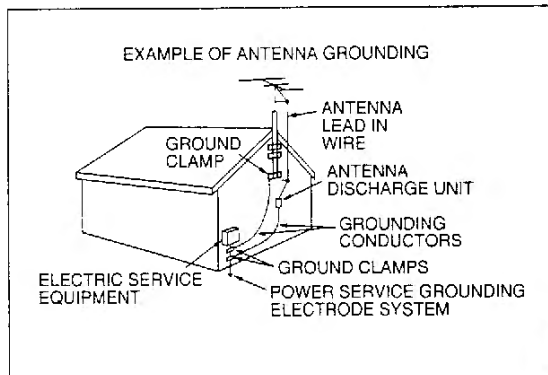 EXAMPLE OF ANTENNA GROUNDING
ANTENNA
LEAD IN
WIRE
GROUND
CLAMP
ANTENNA
DISCHARGE UNIT
GROUNDING
CONDUCTORS
ELECTRIC SERVICE
EQUIPMENT
GROUND CLAMPS
POWER SERVICE GROUNDING
ELECTRODE SYSTEM